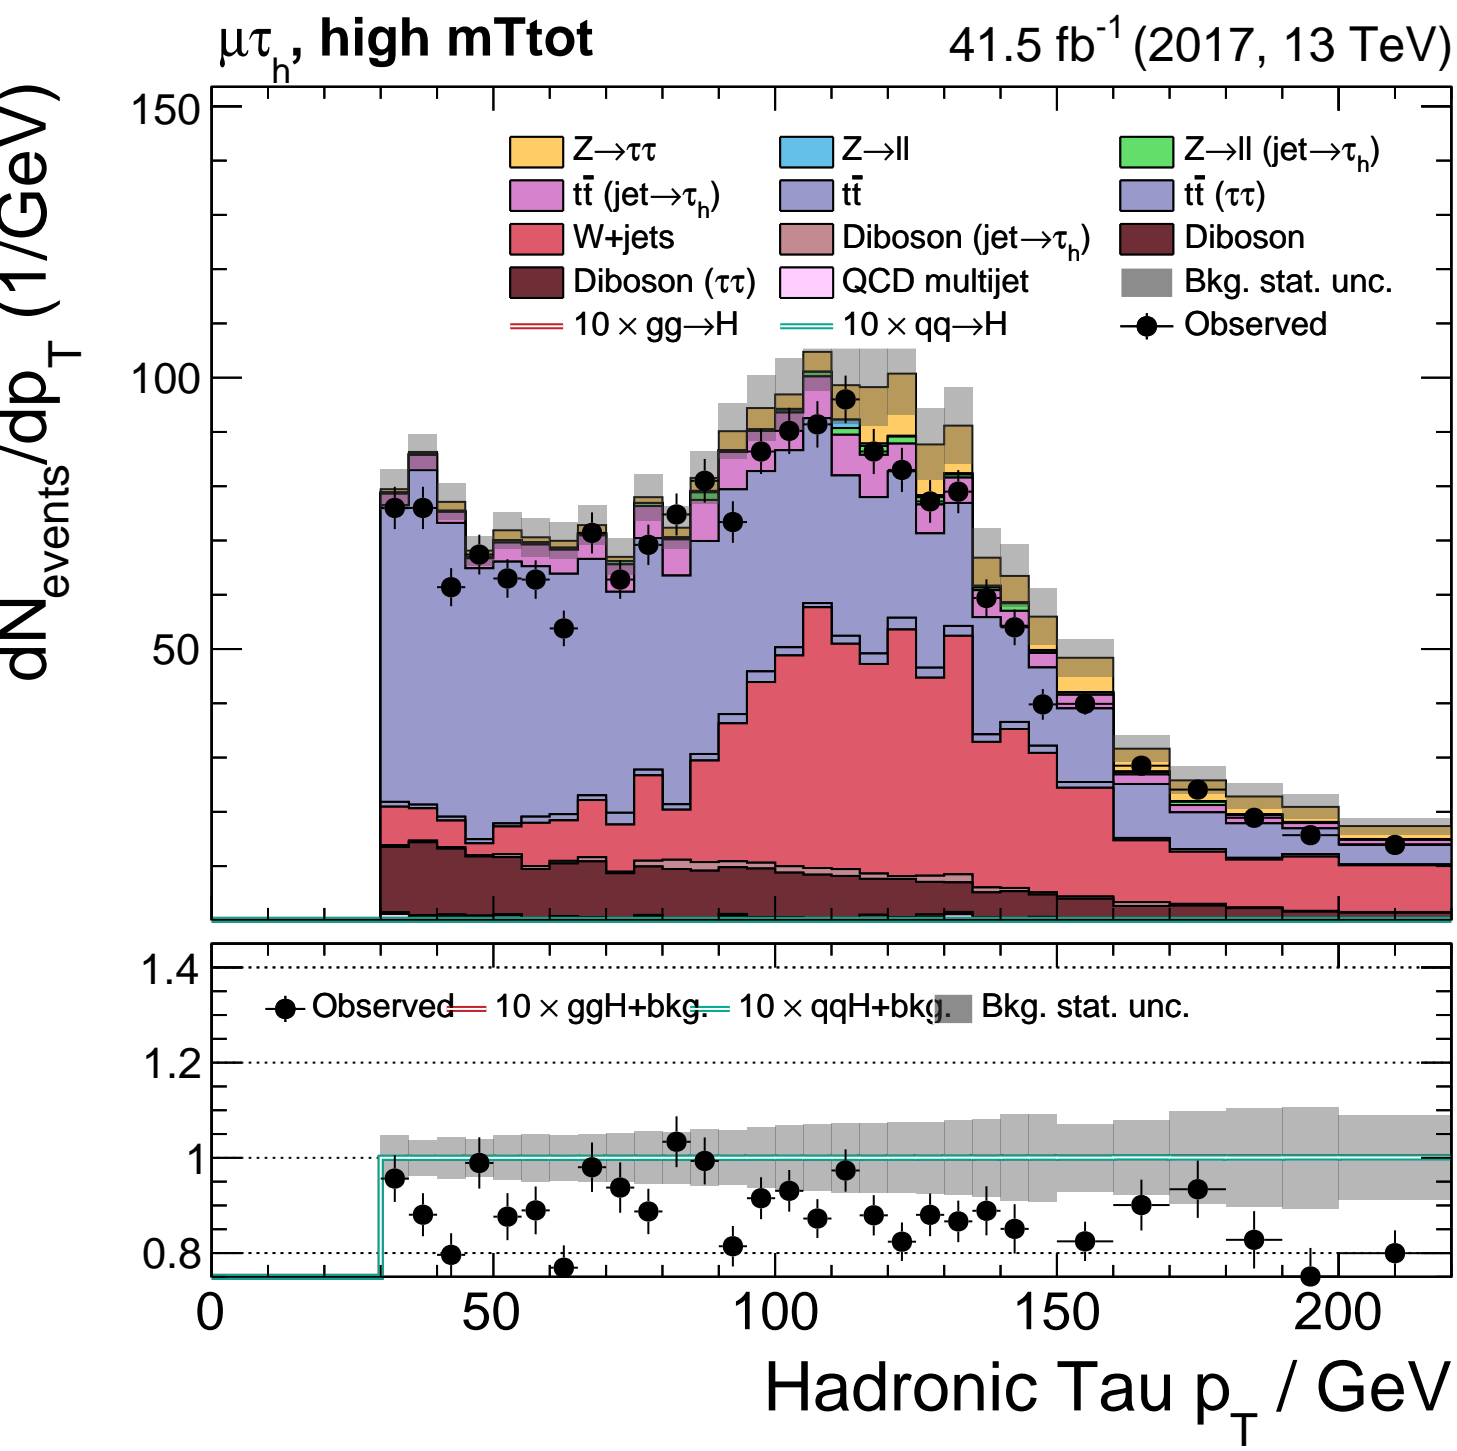 μτh, high mTtot 41.5 fb-1 (2017, 13 TeV)
dNevents/dpT (1/GeV)
150
100
50
Z→ττ Z→ll Z→ll (jet→τh)
tt̄ (jet→τh) tt̄ tt̄ (ττ)
W+jets Diboson (jet→τh) Diboson
Diboson (ττ) QCD multijet Bkg. stat. unc.
10 × gg→H 10 × qq→H Observed
1.4
1.2
1
0.8
Observed 10 × ggH+bkg. 10 × qqH+bkg. Bkg. stat. unc.
0 50 100 150 200
Hadronic Tau pT / GeV